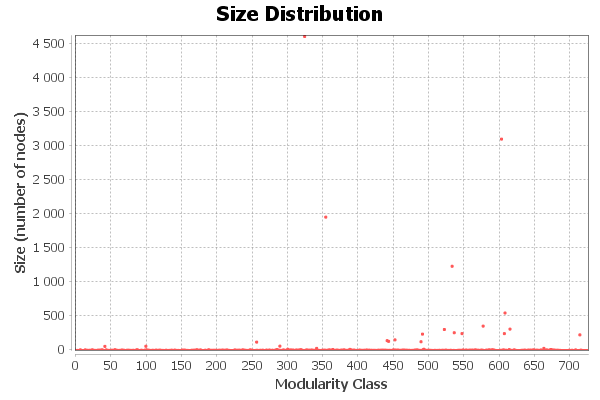 Size Distribution
Size (number of nodes)
4 500
4 000
3 500
3 000
2 500
2 000
1 500
1 000
500
0
0 50 100 150 200 250 300 350 400 450 500 550 600 650 700
Modularity Class